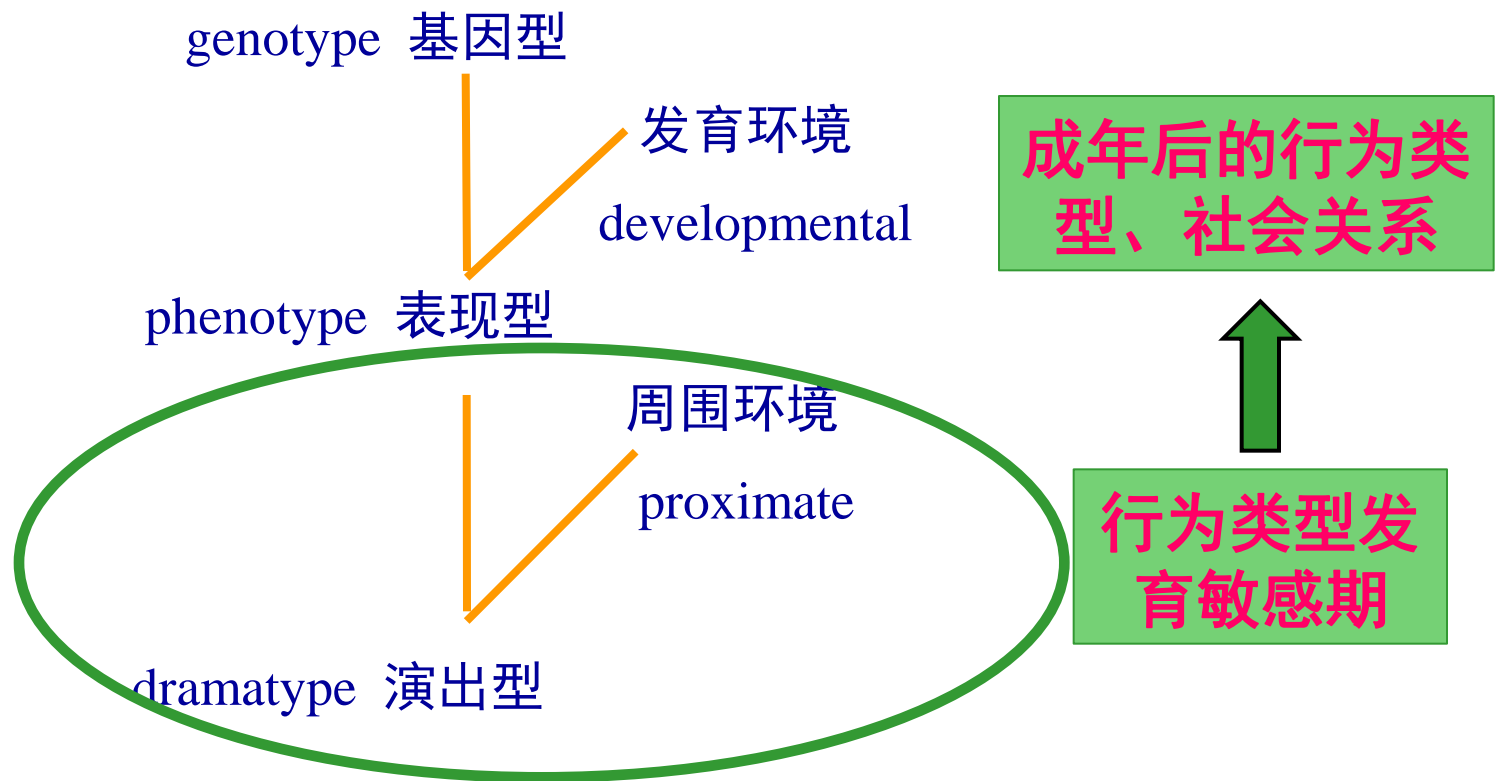 genotype 基因型
发育环境
developmental
phenotype 表现型
周围环境
proximate
dramatype 演出型
成年后的行为类
型、社会关系
行为类型发
育敏感期